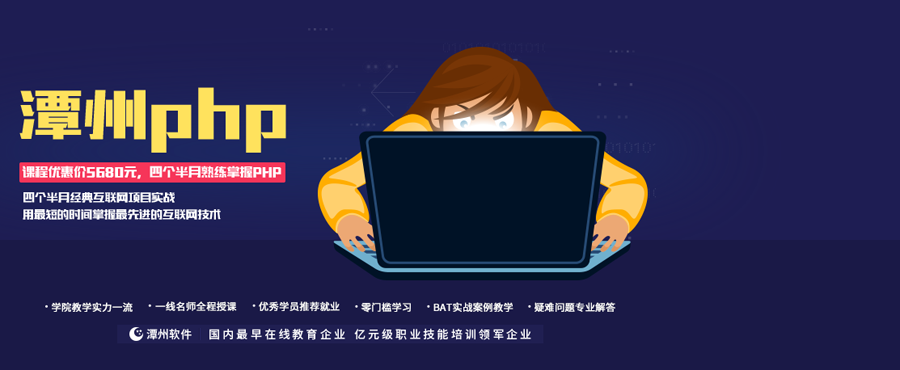 潭州php
课程优惠价5680元，四个半月熟练掌握PHP
四个半月经典互联网项目实战
用最短的时间掌握最先进的互联网技术
· 学院教学实力一流 · 一线名师全程授课 · 优秀学员推荐就业 · 零门槛学习 · BAT实战案例教学 · 疑难问题专业解答
潭州软件 国内最早在线教育企业 亿元级职业技能培训领军企业